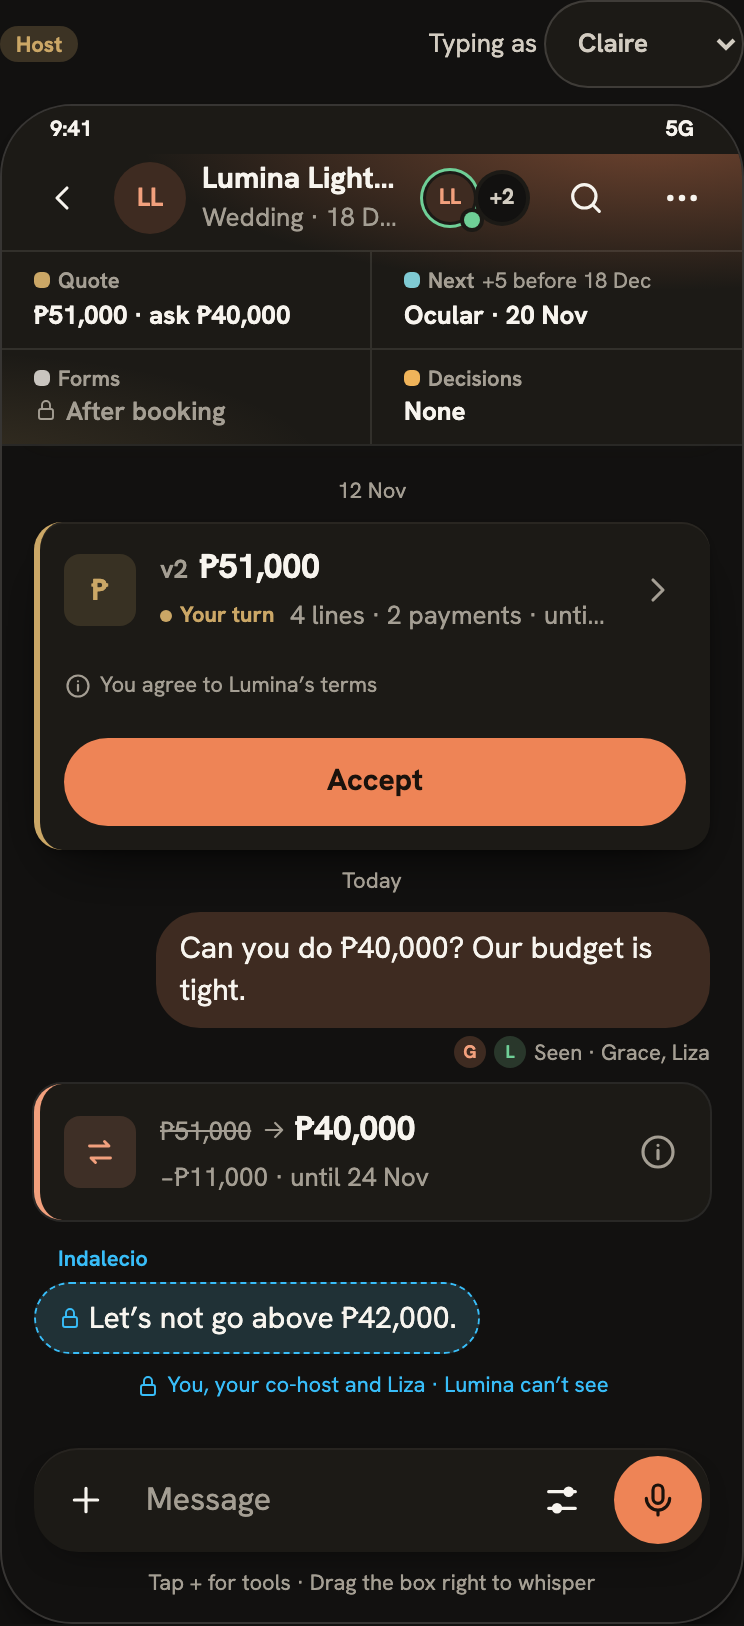 Host
Typing as
Claire
9:41
5G
LL
Lumina Light...
Wedding · 18 D...
LL
+2
Quote
₱51,000 · ask ₱40,000
Next +5 before 18 Dec
Ocular · 20 Nov
Forms
After booking
Decisions
None
12 Nov
₱
v2 ₱51,000
Your turn 4 lines · 2 payments · unti...
You agree to Lumina’s terms
Accept
Today
Can you do ₱40,000? Our budget is
tight.
G L Seen · Grace, Liza
₱51,000 → ₱40,000
−₱11,000 · until 24 Nov
Indalecio
Let’s not go above ₱42,000.
You, your co-host and Liza · Lumina can’t see
Message
Tap + for tools · Drag the box right to whisper